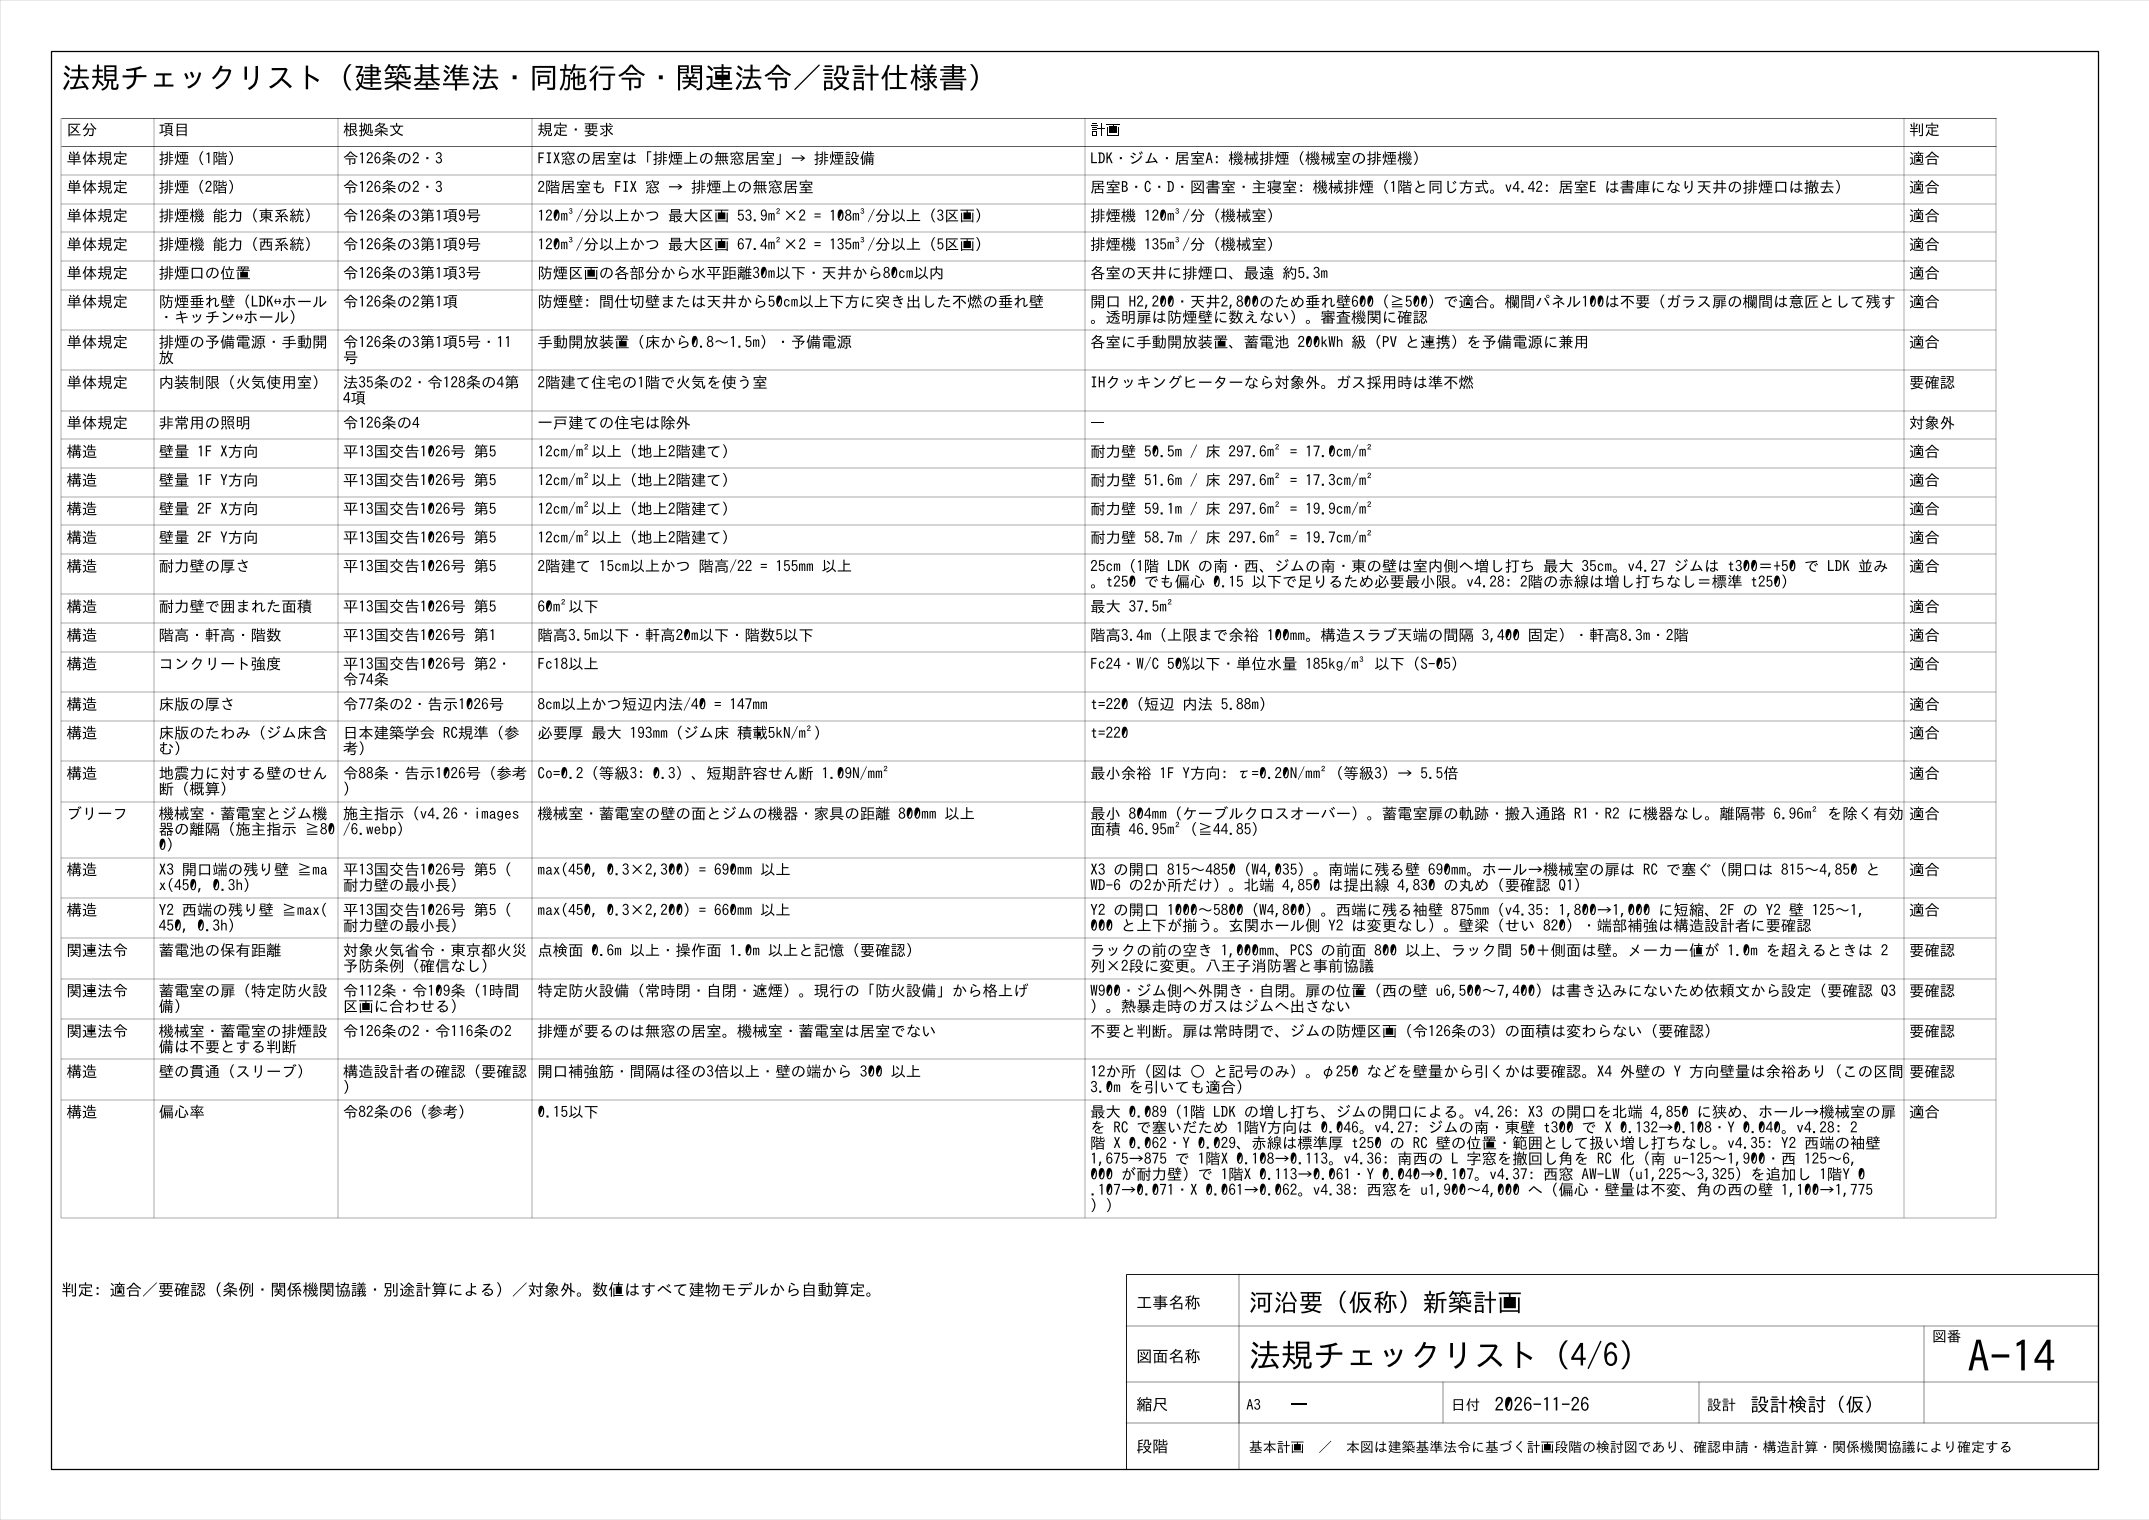 法規チェックリスト（建築基準法・同施行令・関連法令／設計仕様書）
区分 項目 根拠条文 規定・要求 計画 判定
単体規定 排煙（1階） 令126条の2・3 FIX窓の居室は「排煙上の無窓居室」→ 排煙設備 LDK・ジム・居室A: 機械排煙（機械室の排煙機） 適合
単体規定 排煙（2階） 令126条の2・3 2階居室も FIX 窓 → 排煙上の無窓居室 居室B・C・D・図書室・主寝室: 機械排煙（1階と同じ方式。v4.42: 居室E は書庫になり天井の排煙口は撤去） 適合
単体規定 排煙機 能力（東系統） 令126条の3第1項9号 120m³/分以上かつ 最大区画 53.9m²×2 = 108m³/分以上（3区画） 排煙機 120m³/分（機械室） 適合
単体規定 排煙機 能力（西系統） 令126条の3第1項9号 120m³/分以上かつ 最大区画 67.4m²×2 = 135m³/分以上（5区画） 排煙機 135m³/分（機械室） 適合
単体規定 排煙口の位置 令126条の3第1項3号 防煙区画の各部分から水平距離30m以下・天井から80cm以内 各室の天井に排煙口、最遠 約5.3m 適合
単体規定 防煙垂れ壁（LDK↔ホール 令126条の2第1項 防煙壁: 間仕切壁または天井から50cm以上下方に突き出した不燃の垂れ壁 開口 H2,200・天井2,800のため垂れ壁600（≧500）で適合。欄間パネル100は不要（ガラス扉の欄間は意匠として残す 適合
・キッチン↔ホール） 。透明扉は防煙壁に数えない）。審査機関に確認
単体規定 排煙の予備電源・手動開 令126条の3第1項5号・11 手動開放装置（床から0.8～1.5m）・予備電源 各室に手動開放装置、蓄電池 200kWh 級（PV と連携）を予備電源に兼用 適合
放 号
単体規定 内装制限（火気使用室） 法35条の2・令128条の4第 2階建て住宅の1階で火気を使う室 IHクッキングヒーターなら対象外。ガス採用時は準不燃 要確認
4項
単体規定 非常用の照明 令126条の4 一戸建ての住宅は除外 — 対象外
構造 壁量 1F X方向 平13国交告1026号 第5 12cm/m²以上（地上2階建て） 耐力壁 50.5m / 床 297.6m² = 17.0cm/m² 適合
構造 壁量 1F Y方向 平13国交告1026号 第5 12cm/m²以上（地上2階建て） 耐力壁 51.6m / 床 297.6m² = 17.3cm/m² 適合
構造 壁量 2F X方向 平13国交告1026号 第5 12cm/m²以上（地上2階建て） 耐力壁 59.1m / 床 297.6m² = 19.9cm/m² 適合
構造 壁量 2F Y方向 平13国交告1026号 第5 12cm/m²以上（地上2階建て） 耐力壁 58.7m / 床 297.6m² = 19.7cm/m² 適合
構造 耐力壁の厚さ 平13国交告1026号 第5 2階建て 15cm以上かつ 階高/22 = 155mm 以上 25cm（1階 LDK の南・西、ジムの南・東の壁は室内側へ増し打ち 最大 35cm。v4.27 ジムは t300＝+50 で LDK 並み 適合
。t250 でも偏心 0.15 以下で足りるため必要最小限。v4.28: 2階の赤線は増し打ちなし＝標準 t250）
構造 耐力壁で囲まれた面積 平13国交告1026号 第5 60m²以下 最大 37.5m² 適合
構造 階高・軒高・階数 平13国交告1026号 第1 階高3.5m以下・軒高20m以下・階数5以下 階高3.4m（上限まで余裕 100mm。構造スラブ天端の間隔 3,400 固定）・軒高8.3m・2階 適合
構造 コンクリート強度 平13国交告1026号 第2・ Fc18以上 Fc24・W/C 50%以下・単位水量 185kg/m³ 以下（S-05） 適合
令74条
構造 床版の厚さ 令77条の2・告示1026号 8cm以上かつ短辺内法/40 = 147mm t=220（短辺 内法 5.88m） 適合
構造 床版のたわみ（ジム床含 日本建築学会 RC規準（参 必要厚 最大 193mm（ジム床 積載5kN/m²） t=220 適合
む） 考）
構造 地震力に対する壁のせん 令88条・告示1026号（参考 Co=0.2（等級3: 0.3）、短期許容せん断 1.09N/mm² 最小余裕 1F Y方向: τ=0.20N/mm²（等級3）→ 5.5倍 適合
断（概算） ）
ブリーフ 機械室・蓄電室とジム機 施主指示（v4.26・images 機械室・蓄電室の壁の面とジムの機器・家具の距離 800mm 以上 最小 804mm（ケーブルクロスオーバー）。蓄電室扉の軌跡・搬入通路 R1・R2 に機器なし。離隔帯 6.96m² を除く有効 適合
器の離隔（施主指示 ≧80 /6.webp） 面積 46.95m²（≧44.85）
0）
構造 X3 開口端の残り壁 ≧ma 平13国交告1026号 第5（ max(450, 0.3×2,300) = 690mm 以上 X3 の開口 815～4850（W4,035）。南端に残る壁 690mm。ホール→機械室の扉は RC で塞ぐ（開口は 815～4,850 と 適合
x(450, 0.3h) 耐力壁の最小長） WD-6 の2か所だけ）。北端 4,850 は提出線 4,830 の丸め（要確認 Q1）
構造 Y2 西端の残り壁 ≧max( 平13国交告1026号 第5（ max(450, 0.3×2,200) = 660mm 以上 Y2 の開口 1000～5800（W4,800）。西端に残る袖壁 875mm（v4.35: 1,800→1,000 に短縮、2F の Y2 壁 125～1, 適合
450, 0.3h) 耐力壁の最小長） 000 と上下が揃う。玄関ホール側 Y2 は変更なし）。壁梁（せい 820）・端部補強は構造設計者に要確認
関連法令 蓄電池の保有距離 対象火気省令・東京都火災 点検面 0.6m 以上・操作面 1.0m 以上と記憶（要確認） ラックの前の空き 1,000mm、PCS の前面 800 以上、ラック間 50＋側面は壁。メーカー値が 1.0m を超えるときは 2 要確認
予防条例（確信なし） 列×2段に変更。八王子消防署と事前協議
関連法令 蓄電室の扉（特定防火設 令112条・令109条（1時間 特定防火設備（常時閉・自閉・遮煙）。現行の「防火設備」から格上げ W900・ジム側へ外開き・自閉。扉の位置（西の壁 u6,500～7,400）は書き込みにないため依頼文から設定（要確認 Q3 要確認
備） 区画に合わせる） ）。熱暴走時のガスはジムへ出さない
関連法令 機械室・蓄電室の排煙設 令126条の2・令116条の2 排煙が要るのは無窓の居室。機械室・蓄電室は居室でない 不要と判断。扉は常時閉で、ジムの防煙区画（令126条の3）の面積は変わらない（要確認） 要確認
備は不要とする判断
構造 壁の貫通（スリーブ） 構造設計者の確認（要確認 開口補強筋・間隔は径の3倍以上・壁の端から 300 以上 12か所（図は ○ と記号のみ）。φ250 などを壁量から引くかは要確認。X4 外壁の Y 方向壁量は余裕あり（この区間 要確認
） 3.0m を引いても適合）
構造 偏心率 令82条の6（参考） 0.15以下 最大 0.089（1階 LDK の増し打ち、ジムの開口による。v4.26: X3 の開口を北端 4,850 に狭め、ホール→機械室の扉 適合
を RC で塞いだため 1階Y方向は 0.046。v4.27: ジムの南・東壁 t300 で X 0.132→0.108・Y 0.040。v4.28: 2
階 X 0.062・Y 0.029、赤線は標準厚 t250 の RC 壁の位置・範囲として扱い増し打ちなし。v4.35: Y2 西端の袖壁
1,675→875 で 1階X 0.108→0.113。v4.36: 南西の L 字窓を撤回し角を RC 化（南 u-125～1,900・西 125～6,
000 が耐力壁）で 1階X 0.113→0.061・Y 0.040→0.107。v4.37: 西窓 AW-LW（u1,225～3,325）を追加し 1階Y 0
.107→0.071・X 0.061→0.062。v4.38: 西窓を u1,900～4,000 へ（偏心・壁量は不変、角の西の壁 1,100→1,775
））
判定: 適合／要確認（条例・関係機関協議・別途計算による）／対象外。数値はすべて建物モデルから自動算定。
工事名称 河沿要（仮称）新築計画
図面名称 法規チェックリスト（4/6） 図番 A-14
縮尺 A3 — 日付 2026-11-26 設計 設計検討（仮）
段階 基本計画 ／ 本図は建築基準法令に基づく計画段階の検討図であり、確認申請・構造計算・関係機関協議により確定する